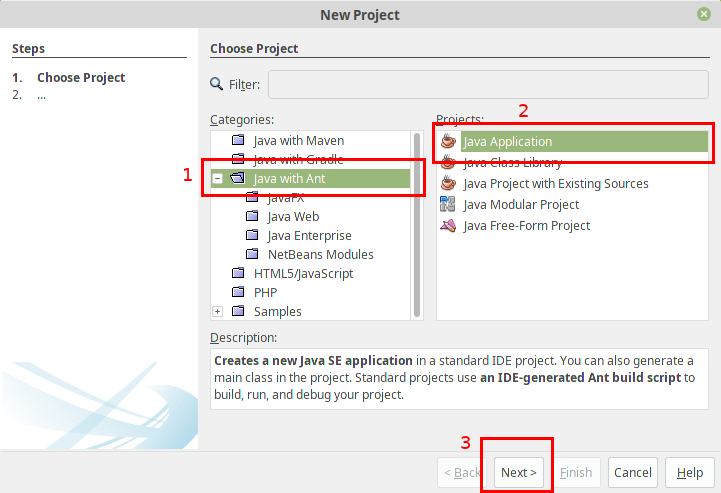 New Project
Steps
1. Choose Project
2. ...
Choose Project
Filter:
Categories:
Java with Maven
Java with Gradle
1
Java with Ant
JavaFX
Java Web
Java Enterprise
NetBeans Modules
HTML5/JavaScript
PHP
Samples
2
Projects:
Java Application
Java Class Library
Java Project with Existing Sources
Java Modular Project
Java Free-Form Project
Description:
Creates a new Java SE application in a standard IDE project. You can also generate a
main class in the project. Standard projects use an IDE-generated Ant build script to
build, run, and debug your project.
3
< Back
Next >
Finish
Cancel
Help